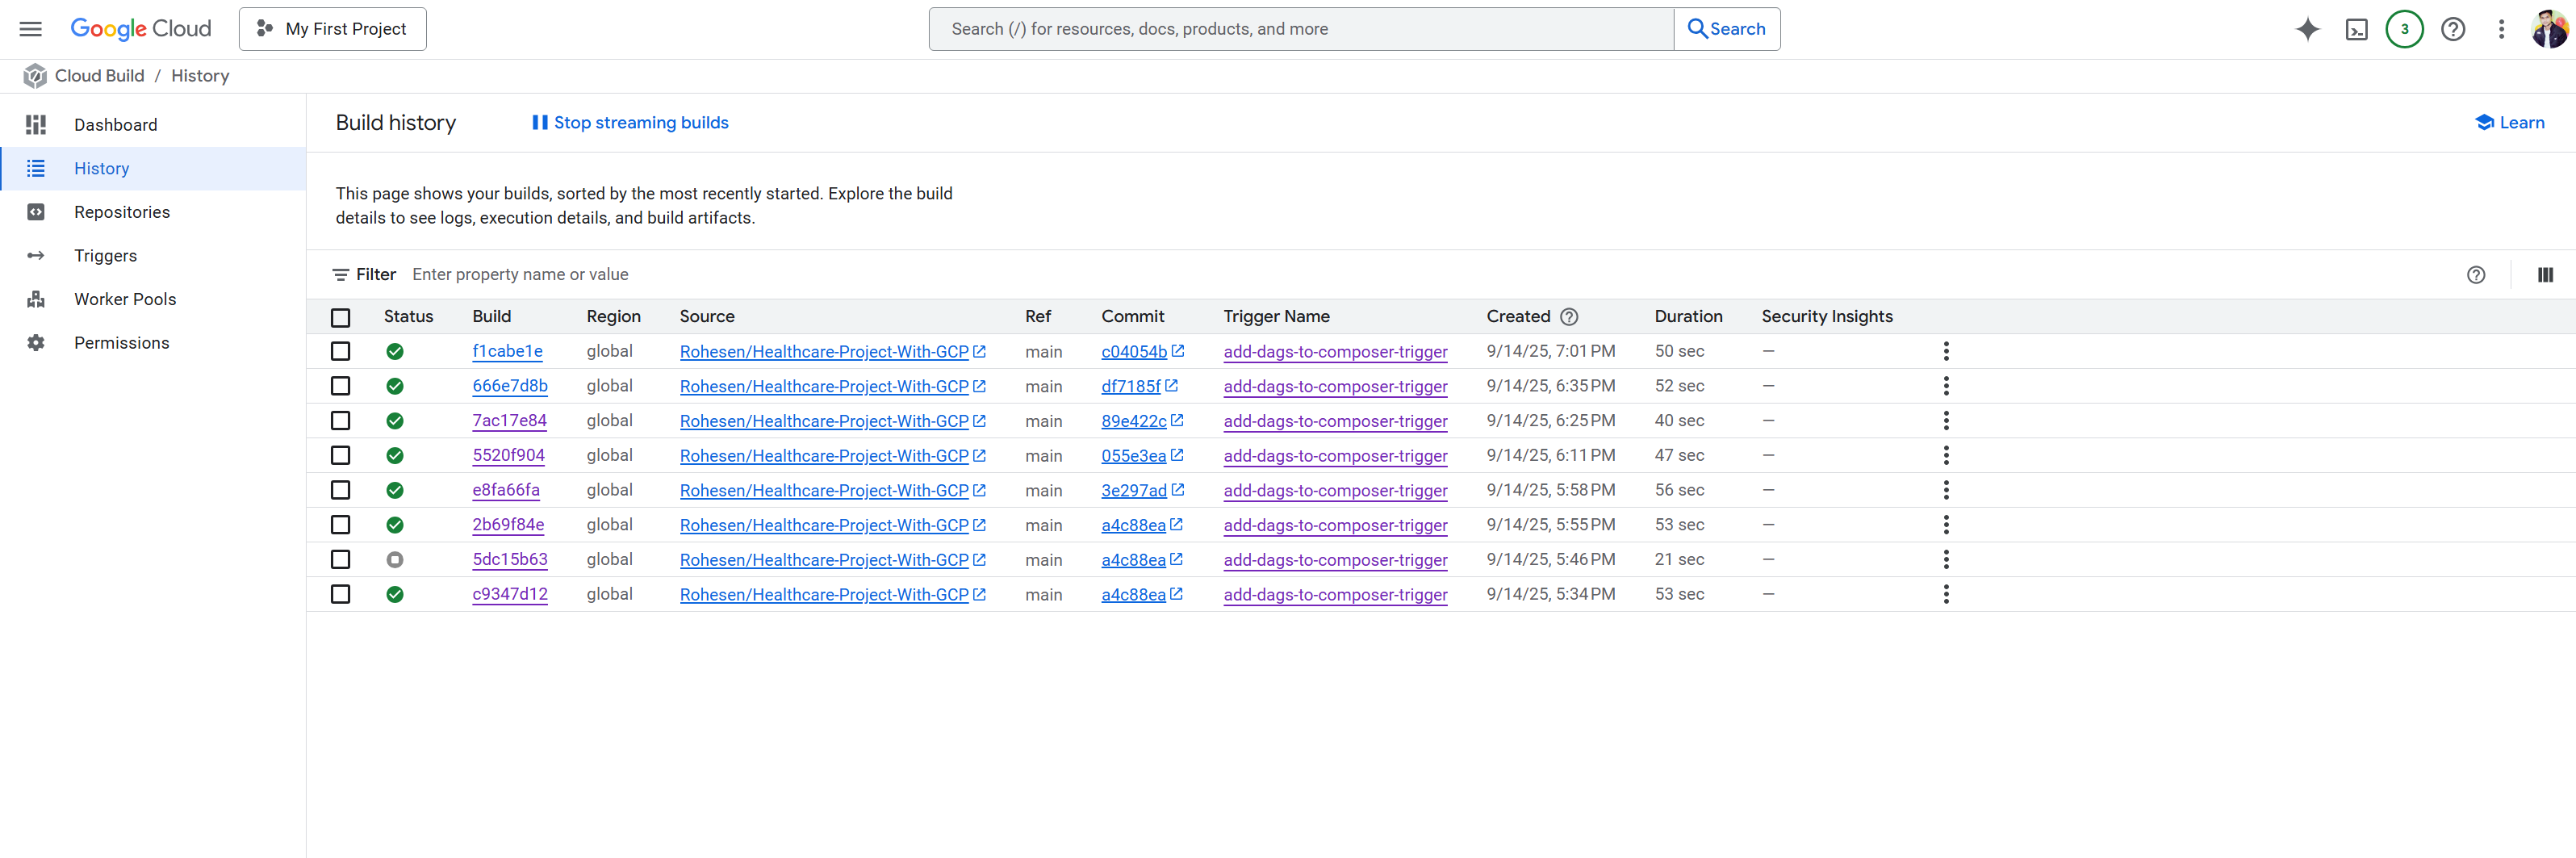 Google Cloud My First Project Search (/) for resources, docs, products, and more Search 3
Cloud Build / History
Dashboard
History
Repositories
Triggers
Worker Pools
Permissions
Build history Stop streaming builds Learn
This page shows your builds, sorted by the most recently started. Explore the build
details to see logs, execution details, and build artifacts.
Filter Enter property name or value
Status Build Region Source Ref Commit Trigger Name Created Duration Security Insights
f1cabe1e global Rohesen/Healthcare-Project-With-GCP main c04054b add-dags-to-composer-trigger 9/14/25, 7:01 PM 50 sec —
666e7d8b global Rohesen/Healthcare-Project-With-GCP main df7185f add-dags-to-composer-trigger 9/14/25, 6:35 PM 52 sec —
7ac17e84 global Rohesen/Healthcare-Project-With-GCP main 89e422c add-dags-to-composer-trigger 9/14/25, 6:25 PM 40 sec —
5520f904 global Rohesen/Healthcare-Project-With-GCP main 055e3ea add-dags-to-composer-trigger 9/14/25, 6:11 PM 47 sec —
e8fa66fa global Rohesen/Healthcare-Project-With-GCP main 3e297ad add-dags-to-composer-trigger 9/14/25, 5:58 PM 56 sec —
2b69f84e global Rohesen/Healthcare-Project-With-GCP main a4c88ea add-dags-to-composer-trigger 9/14/25, 5:55 PM 53 sec —
5dc15b63 global Rohesen/Healthcare-Project-With-GCP main a4c88ea add-dags-to-composer-trigger 9/14/25, 5:46 PM 21 sec —
c9347d12 global Rohesen/Healthcare-Project-With-GCP main a4c88ea add-dags-to-composer-trigger 9/14/25, 5:34 PM 53 sec —